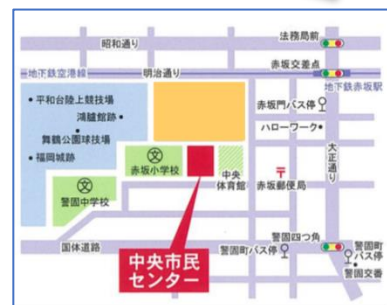 昭和通り
法務局前
赤坂交差点
地下鉄空港線
明治通り
地下鉄赤坂駅
・平和台陸上競技場
鴻臚館跡・
舞鶴公園球技場
・福岡城跡
赤坂門バス停
ハローワーク・
大正通り
文
赤坂小学校
中央
体育館
〒
赤坂郵便局
文
警固中学校
国体道路
警固四つ角
警固町
バス停
警固町
バス停
警固交番
中央市民
センター